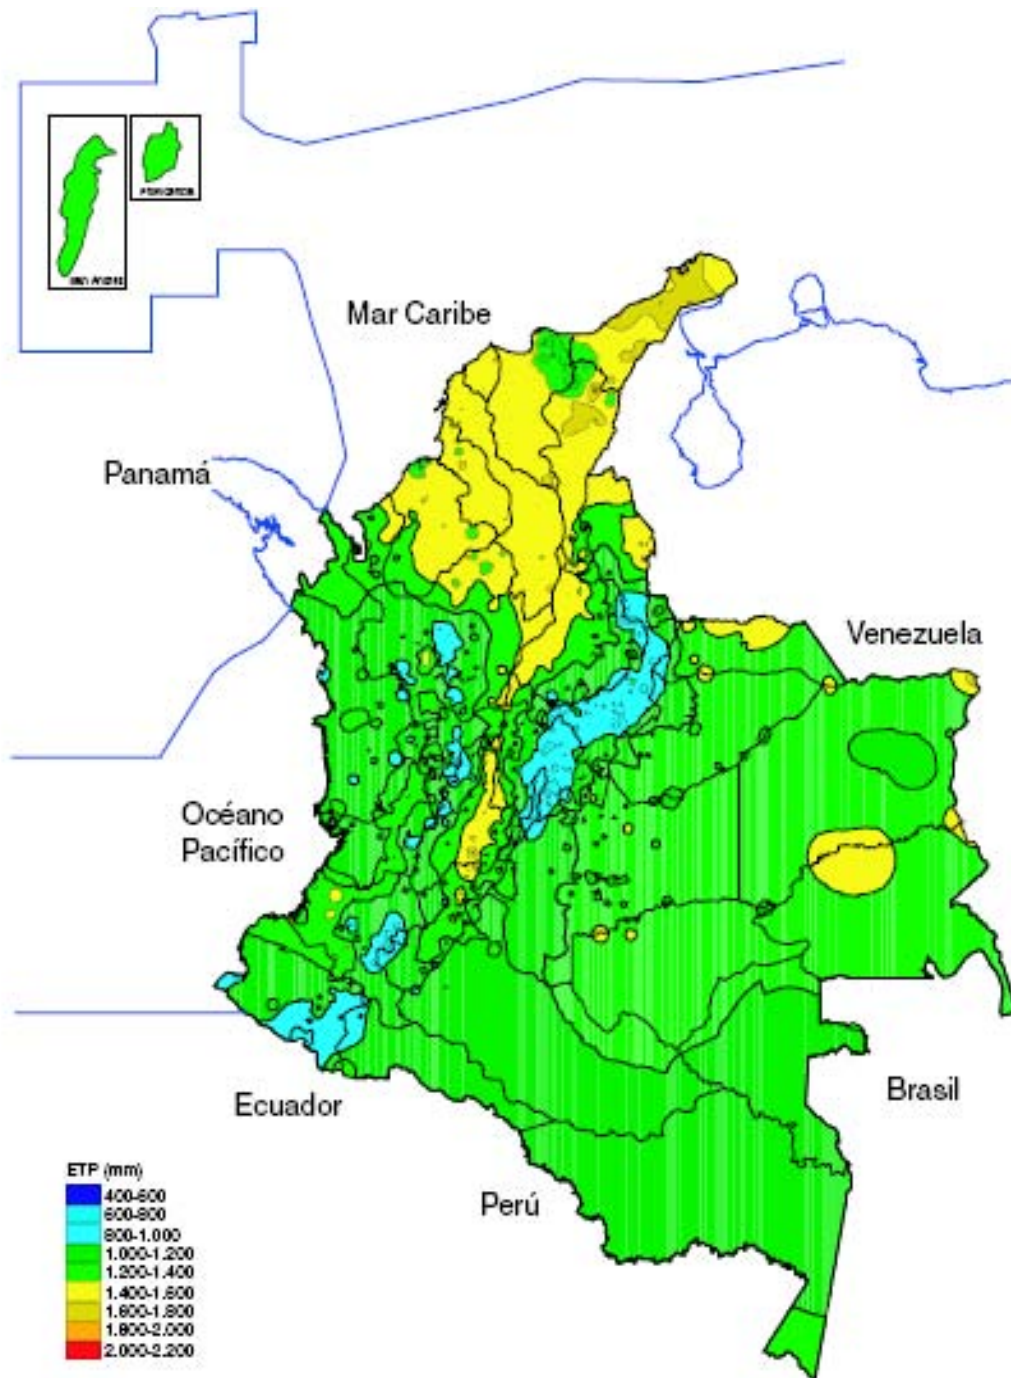 Mar Caribe
Panamá
Venezuela
Océano
Pacífico
Ecuador
Brasil
Perú
ETP (mm)
400-600
600-800
800-1.000
1.000-1.200
1.200-1.400
1.400-1.600
1.600-1.800
1.800-2.000
2.000-2.200